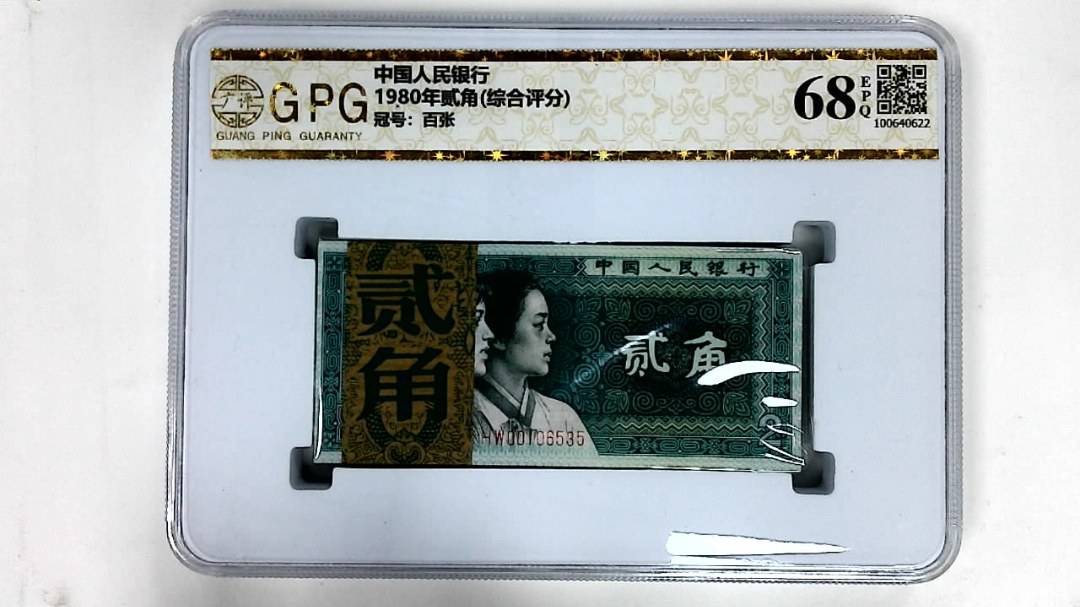 广评
GPG
GUANG PING GUARANTY
中国人民银行
1980年贰角(综合评分)
冠号：百张
68
EPQ
100640622
贰角
中国人民银行
贰角
HW00106535